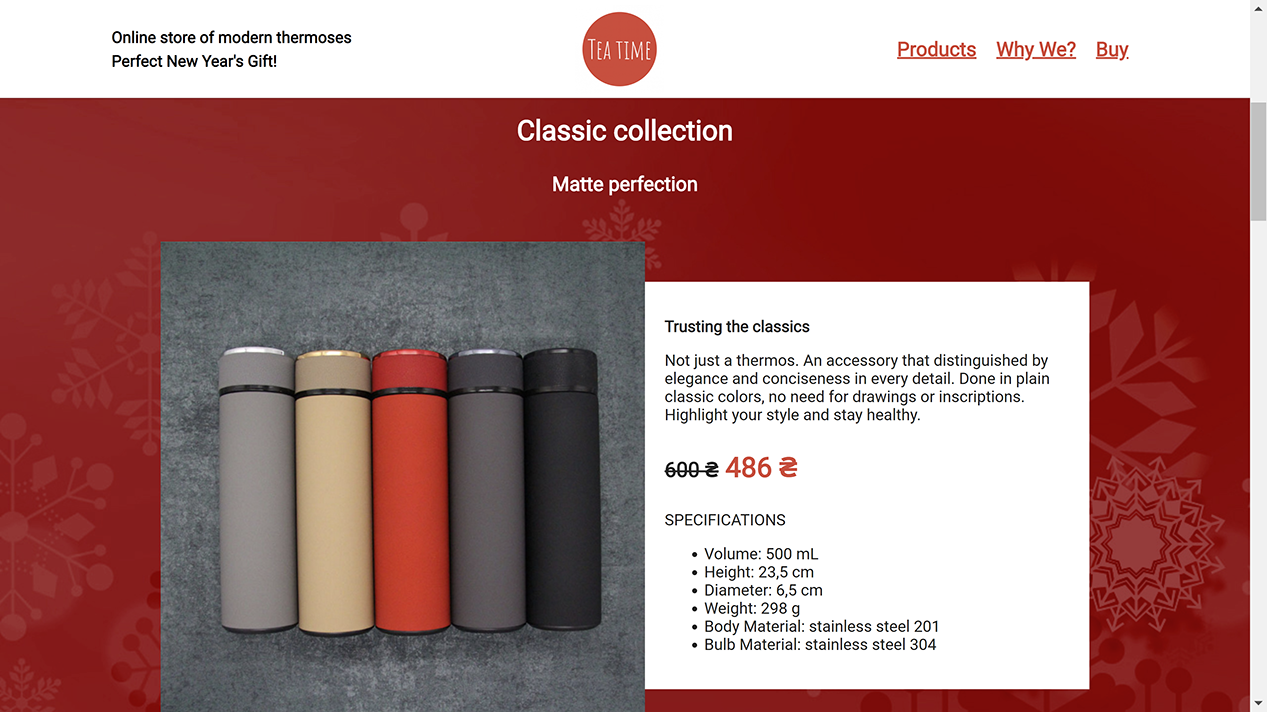 Online store of modern thermoses
Perfect New Year's Gift!
TEA TIME
Products Why We? Buy
Classic collection
Matte perfection
Trusting the classics
Not just a thermos. An accessory that distinguished by
elegance and conciseness in every detail. Done in plain
classic colors, no need for drawings or inscriptions.
Highlight your style and stay healthy.
600 ₴ 486 ₴
SPECIFICATIONS
• Volume: 500 mL
• Height: 23,5 cm
• Diameter: 6,5 cm
• Weight: 298 g
• Body Material: stainless steel 201
• Bulb Material: stainless steel 304